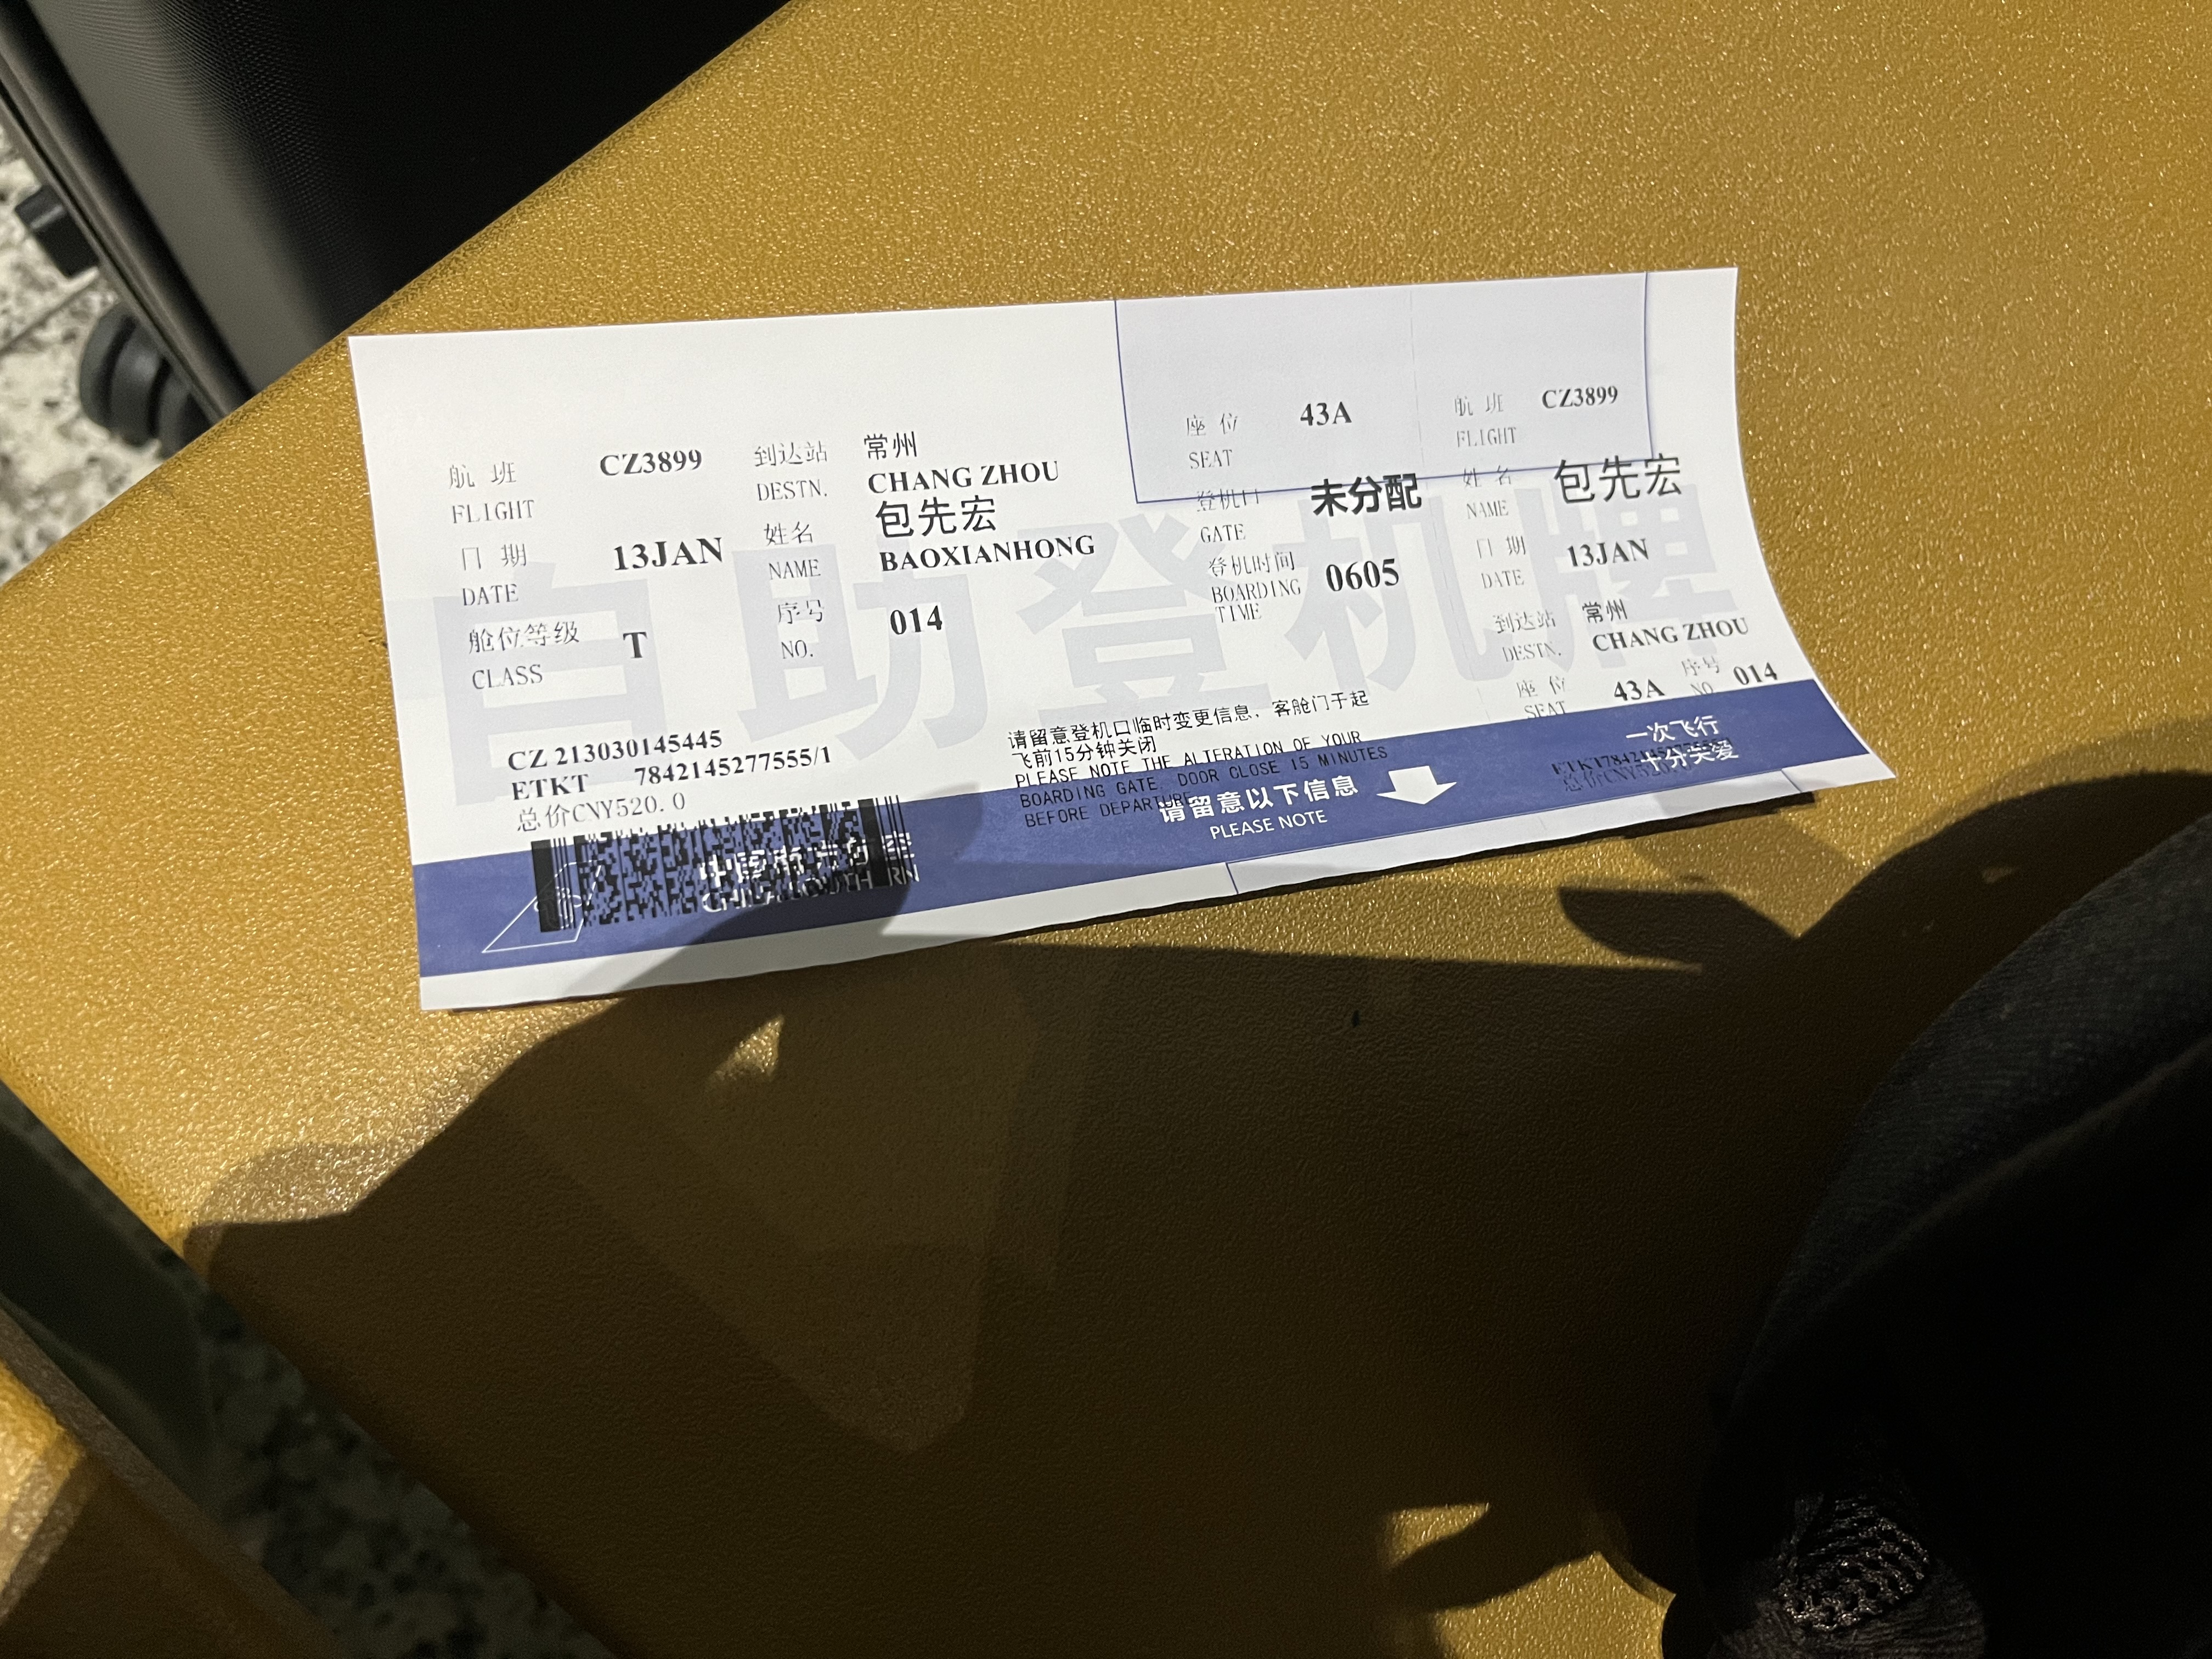 自助登机牌
航 班 CZ3899 到达站 常州
FLIGHT DESTN. CHANG ZHOU
日 期 13JAN 姓名 包先宏
DATE NAME BAOXIANHONG
舱位等级 T 序号 014
CLASS NO.
CZ 213030145445
ETKT 7842145277555/1
总价CNY520.0
请留意登机口临时变更信息，客舱门于起
飞前15分钟关闭
PLEASE NOTE THE ALTERATION OF YOUR
BOARDING GATE. DOOR CLOSE 15 MINUTES
BEFORE DEPARTURE
请留意以下信息
PLEASE NOTE
座 位 43A
SEAT
登机口 未分配
GATE
登机时间 0605
BOARDING
TIME
航 班 CZ3899
FLIGHT
姓 名 包先宏
NAME
日 期 13JAN
DATE
到达站 常州
DESTN. CHANG ZHOU
座 位 43A 序号 014
SEAT NO.
一次飞行
十分关爱